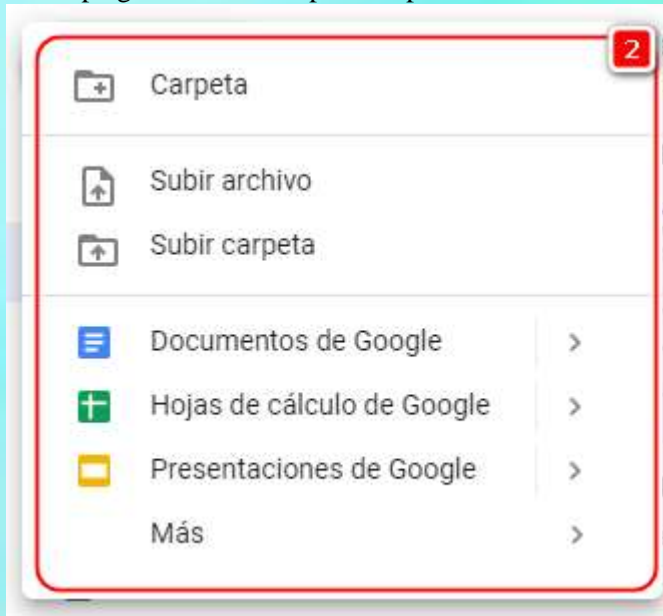 2
Carpeta
Subir archivo
Subir carpeta
Documentos de Google
Hojas de cálculo de Google
Presentaciones de Google
Más